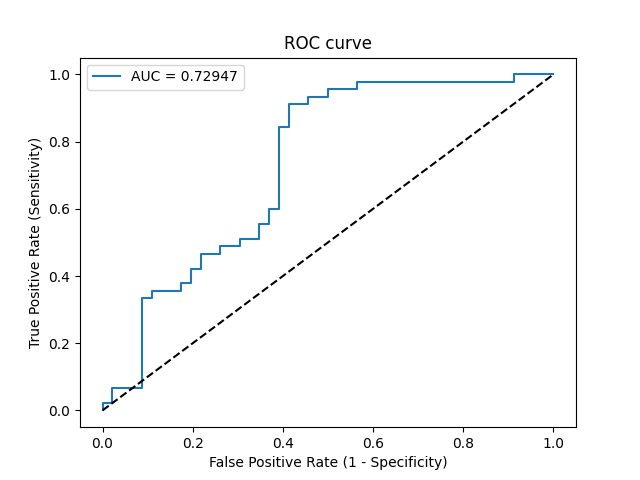 ROC curve
AUC = 0.72947
1.0
0.8
0.6
0.4
0.2
0.0
True Positive Rate (Sensitivity)
0.0 0.2 0.4 0.6 0.8 1.0
False Positive Rate (1 - Specificity)